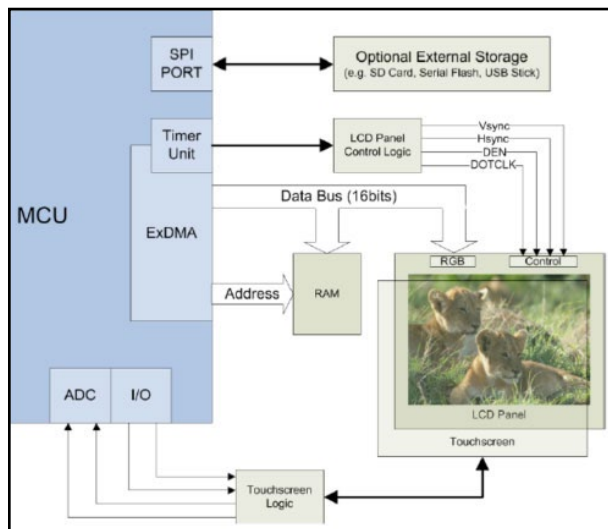 SPI
PORT
Optional External Storage
(e.g. SD Card, Serial Flash, USB Stick)
Timer
Unit
LCD Panel
Control Logic
Vsync
Hsync
DEN
DOTCLK
MCU
Data Bus (16bits)
ExDMA
RGB
Control
Address
RAM
ADC
I/O
LCD Panel
Touchscreen
Touchscreen
Logic